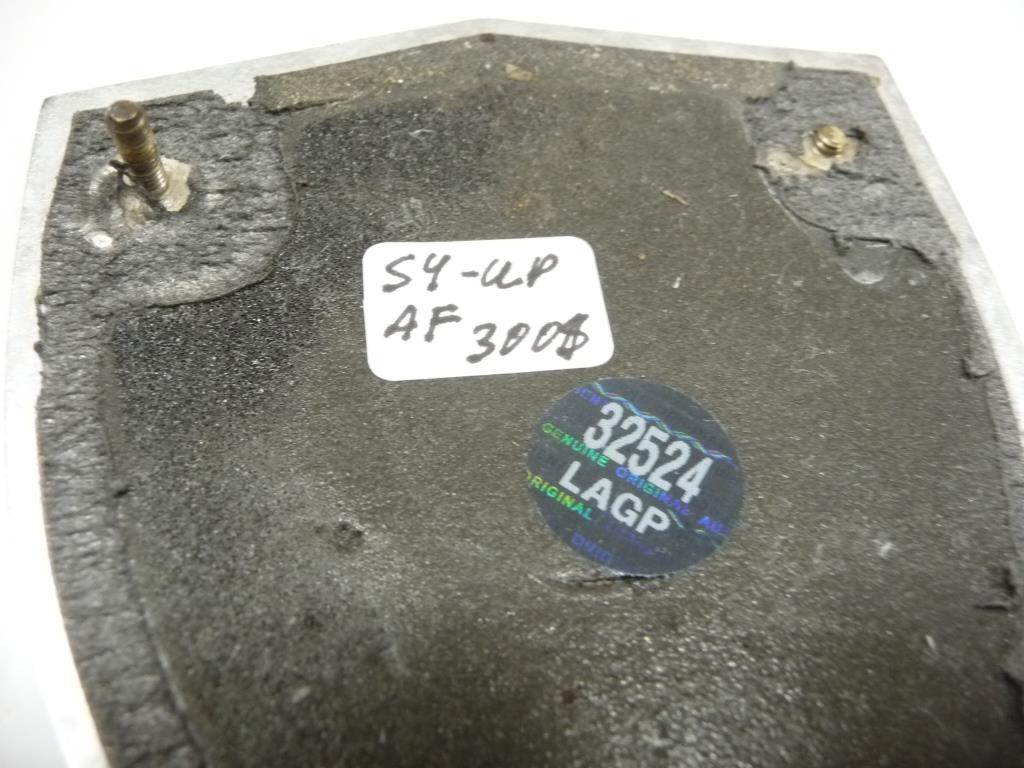 54-UP
AF 300$
32524
GENUINE ORIGINAL
LAGP
ORIGINAL